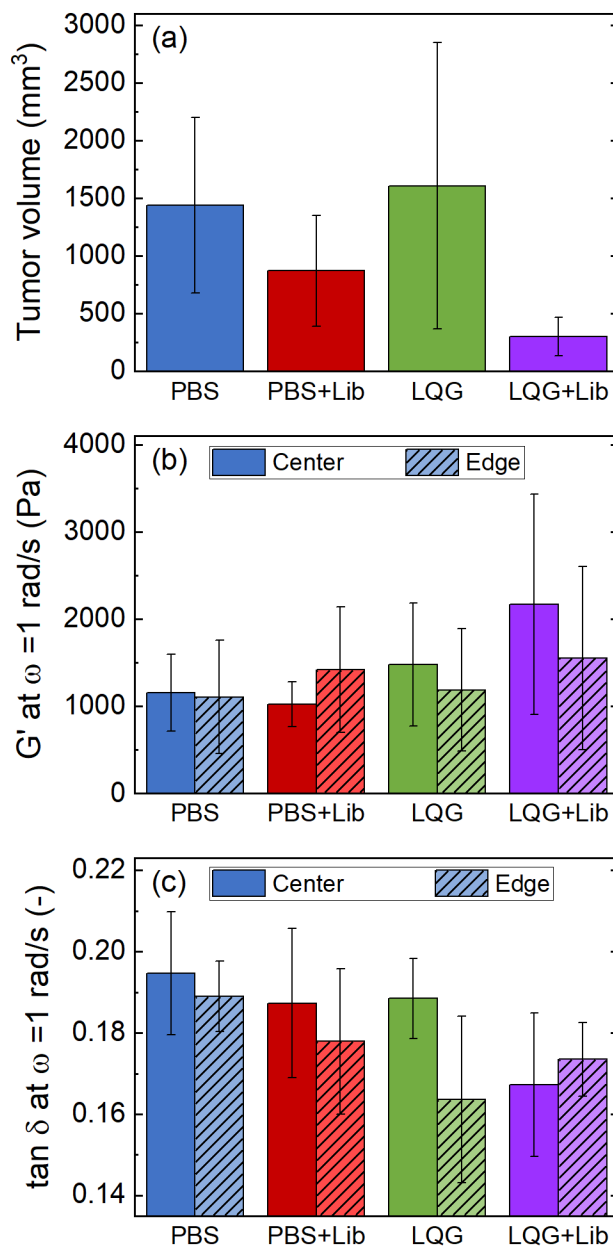 (a)
Tumor volume (mm³)
3000
2500
2000
1500
1000
500
0
PBS PBS+Lib LQG LQG+Lib
(b)
Center Edge
G' at ω =1 rad/s (Pa)
4000
3000
2000
1000
0
PBS PBS+Lib LQG LQG+Lib
(c)
Center Edge
tan δ at ω =1 rad/s (-)
0.22
0.20
0.18
0.16
0.14
PBS PBS+Lib LQG LQG+Lib